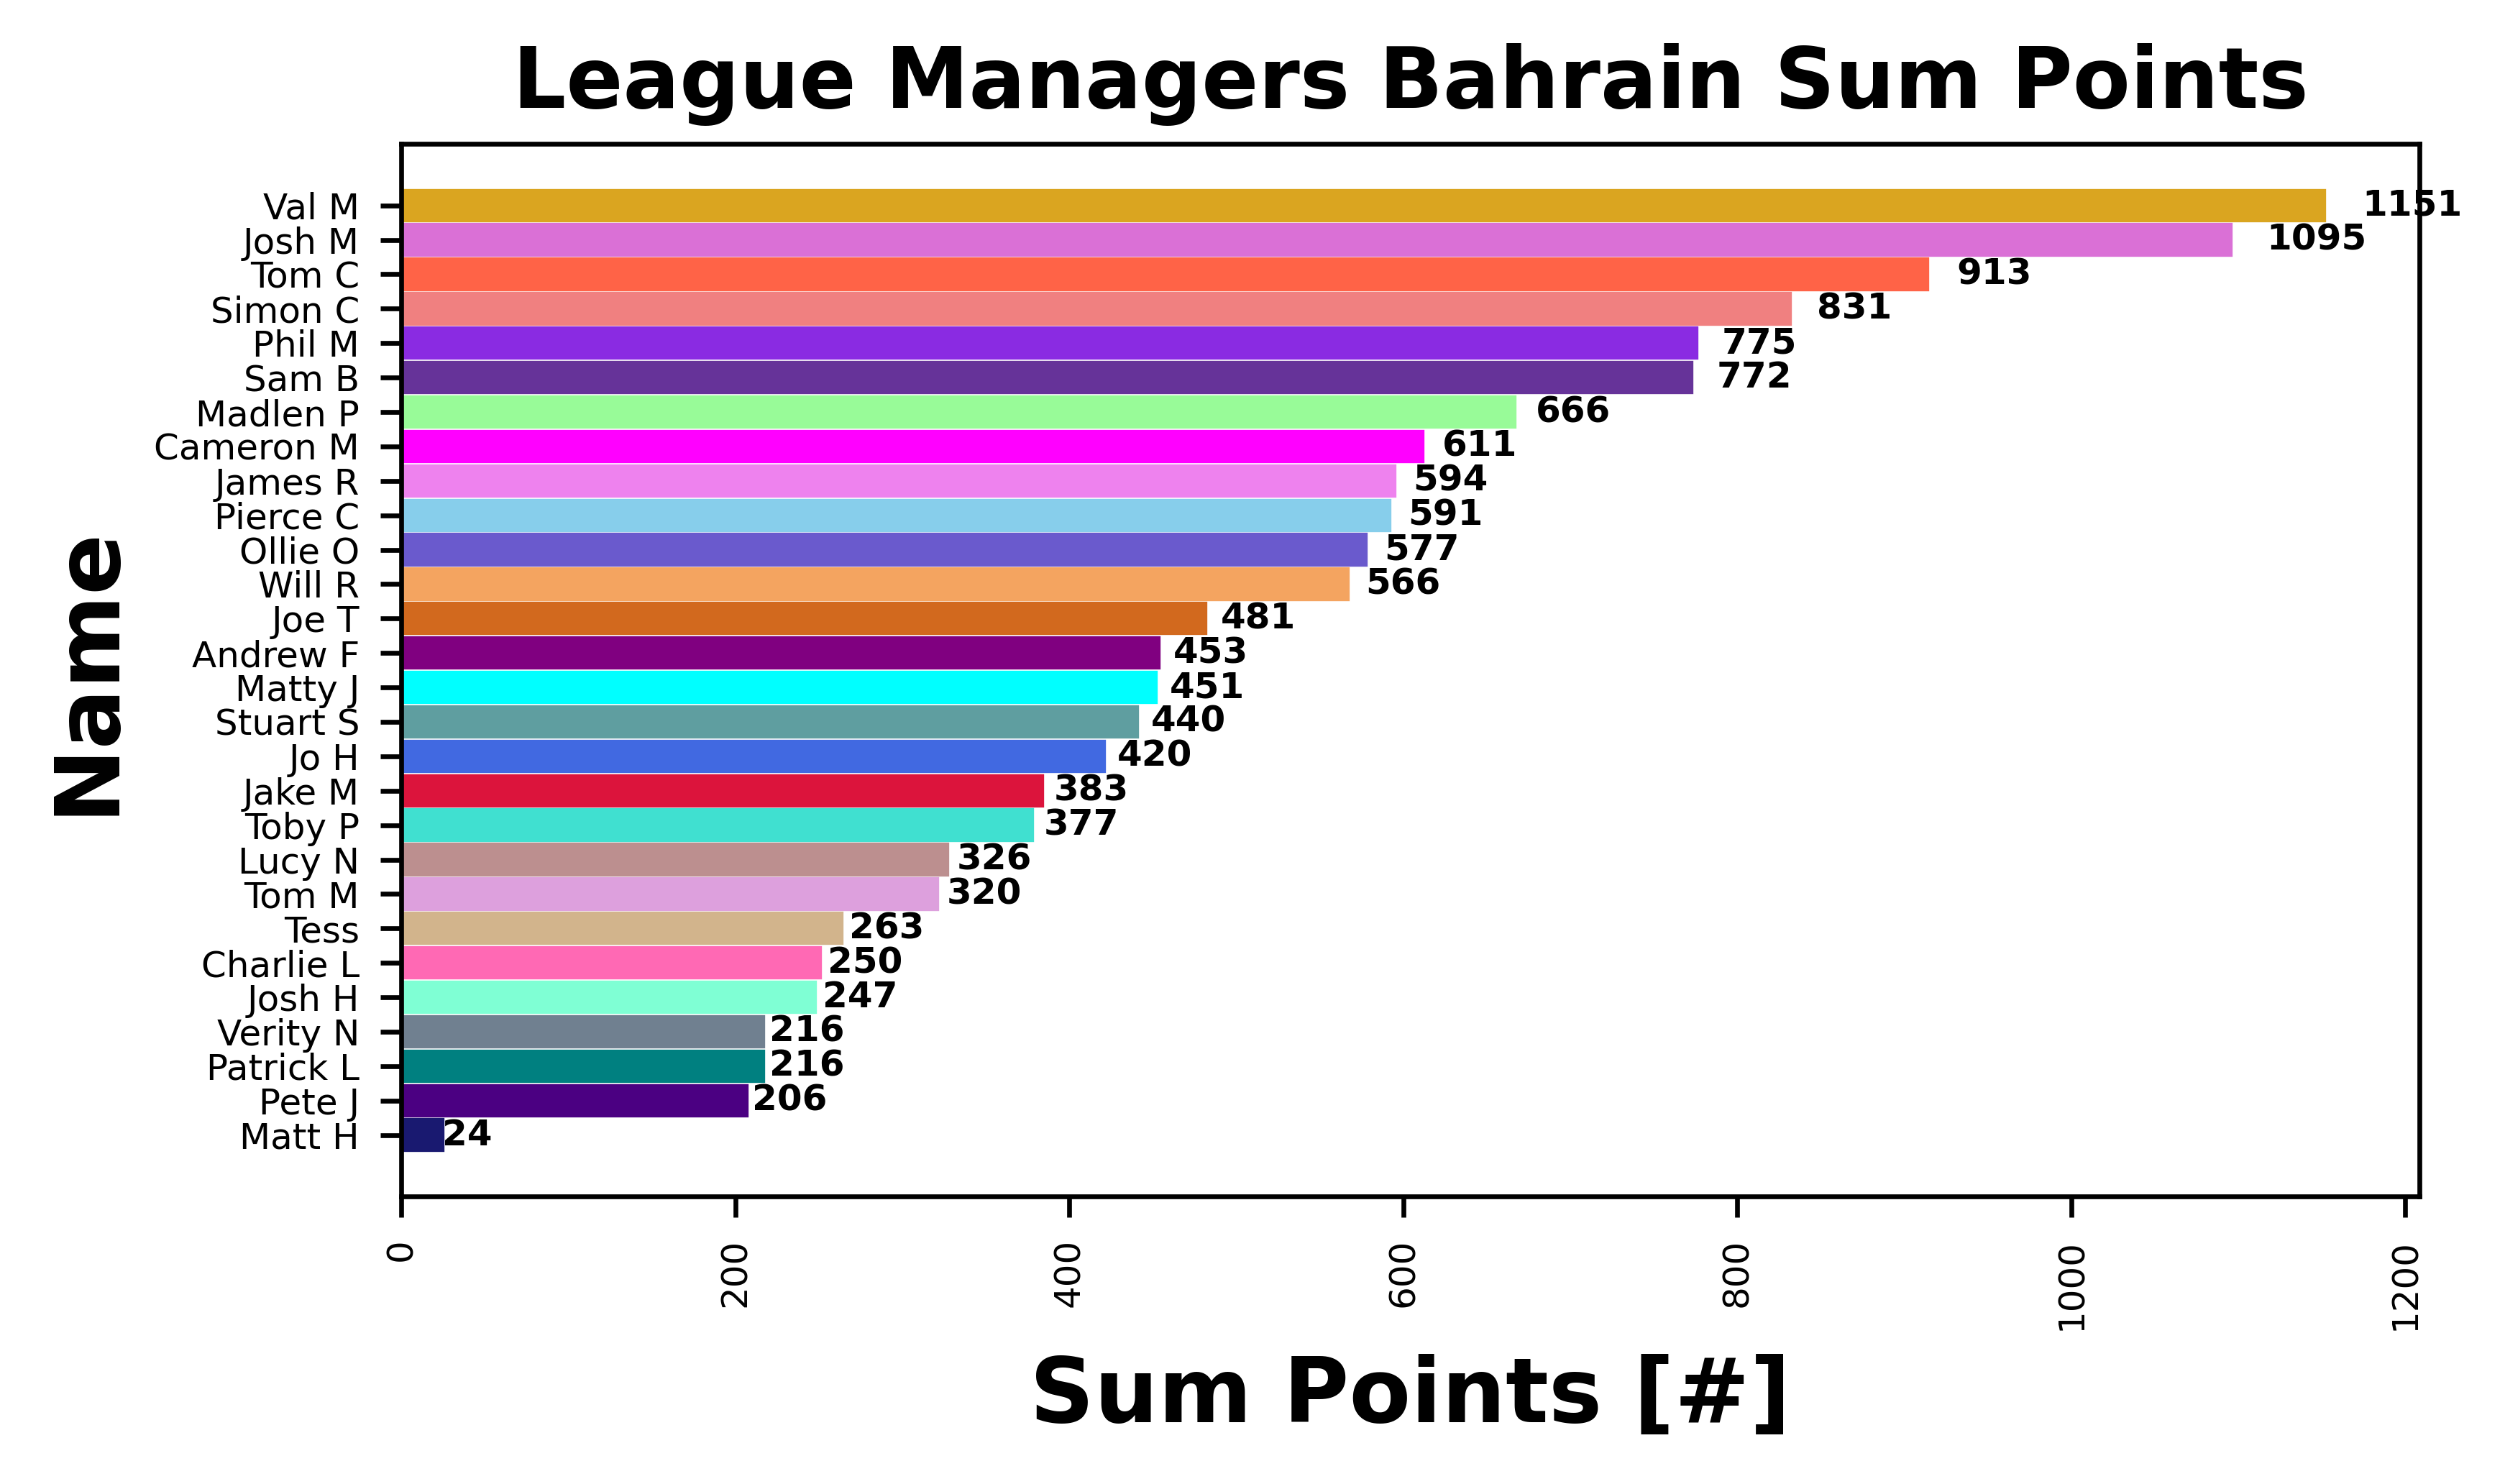 League Managers Bahrain Sum Points
Name
Val M 1151
Josh M 1095
Tom C 913
Simon C 831
Phil M 775
Sam B 772
Madlen P 666
Cameron M 611
James R 594
Pierce C 591
Ollie O 577
Will R 566
Joe T 481
Andrew F 453
Matty J 451
Stuart S 440
Jo H 420
Jake M 383
Toby P 377
Lucy N 326
Tom M 320
Tess 263
Charlie L 250
Josh H 247
Verity N 216
Patrick L 216
Pete J 206
Matt H 24
0 200 400 600 800 1000 1200
Sum Points [#]